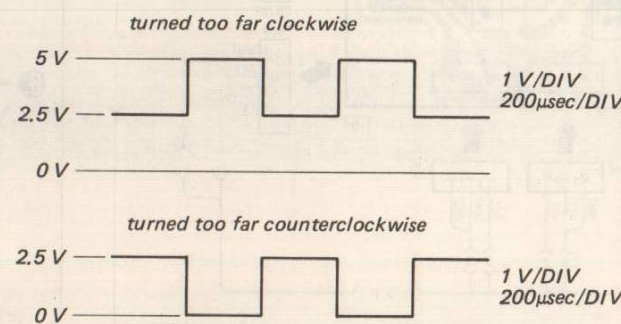 turned too far clockwise
5 V
1 V/DIV
2.5 V
200μsec/DIV
0 V
turned too far counterclockwise
2.5 V
1 V/DIV
200μsec/DIV
0 V